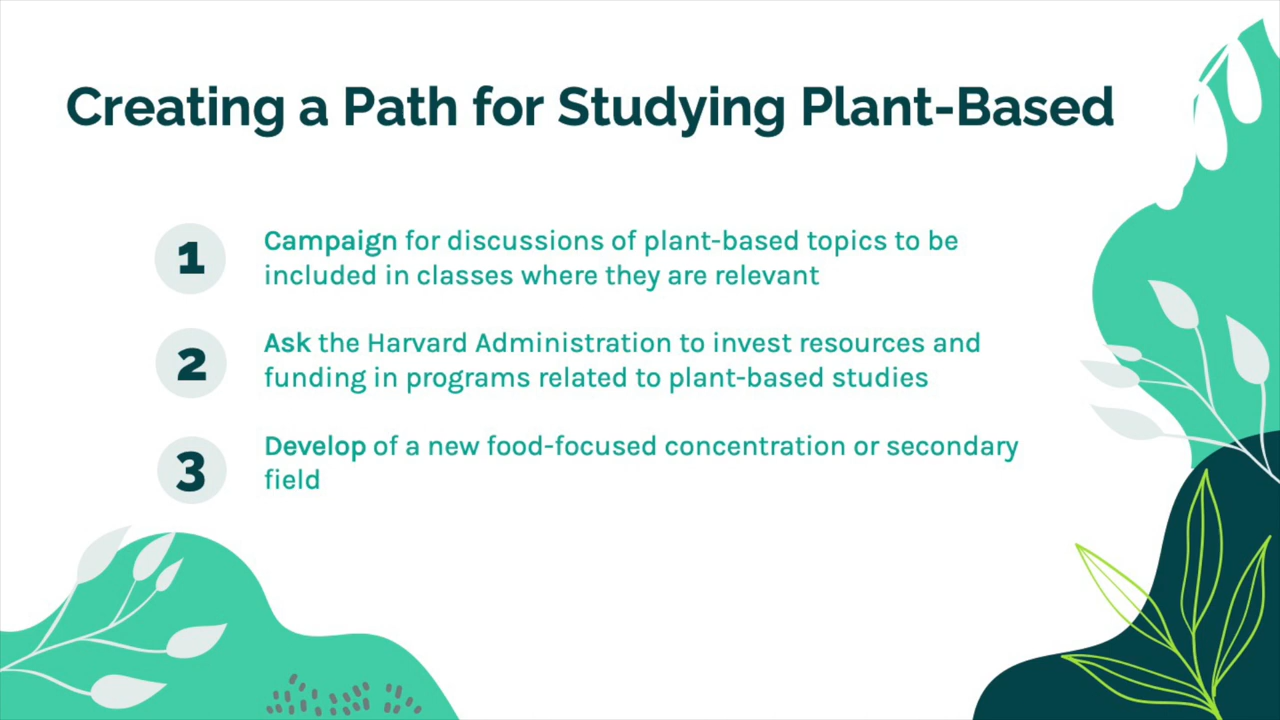 Creating a Path for Studying Plant-Based
1
Campaign for discussions of plant-based topics to be
included in classes where they are relevant
2
Ask the Harvard Administration to invest resources and
funding in programs related to plant-based studies
3
Develop of a new food-focused concentration or secondary
field